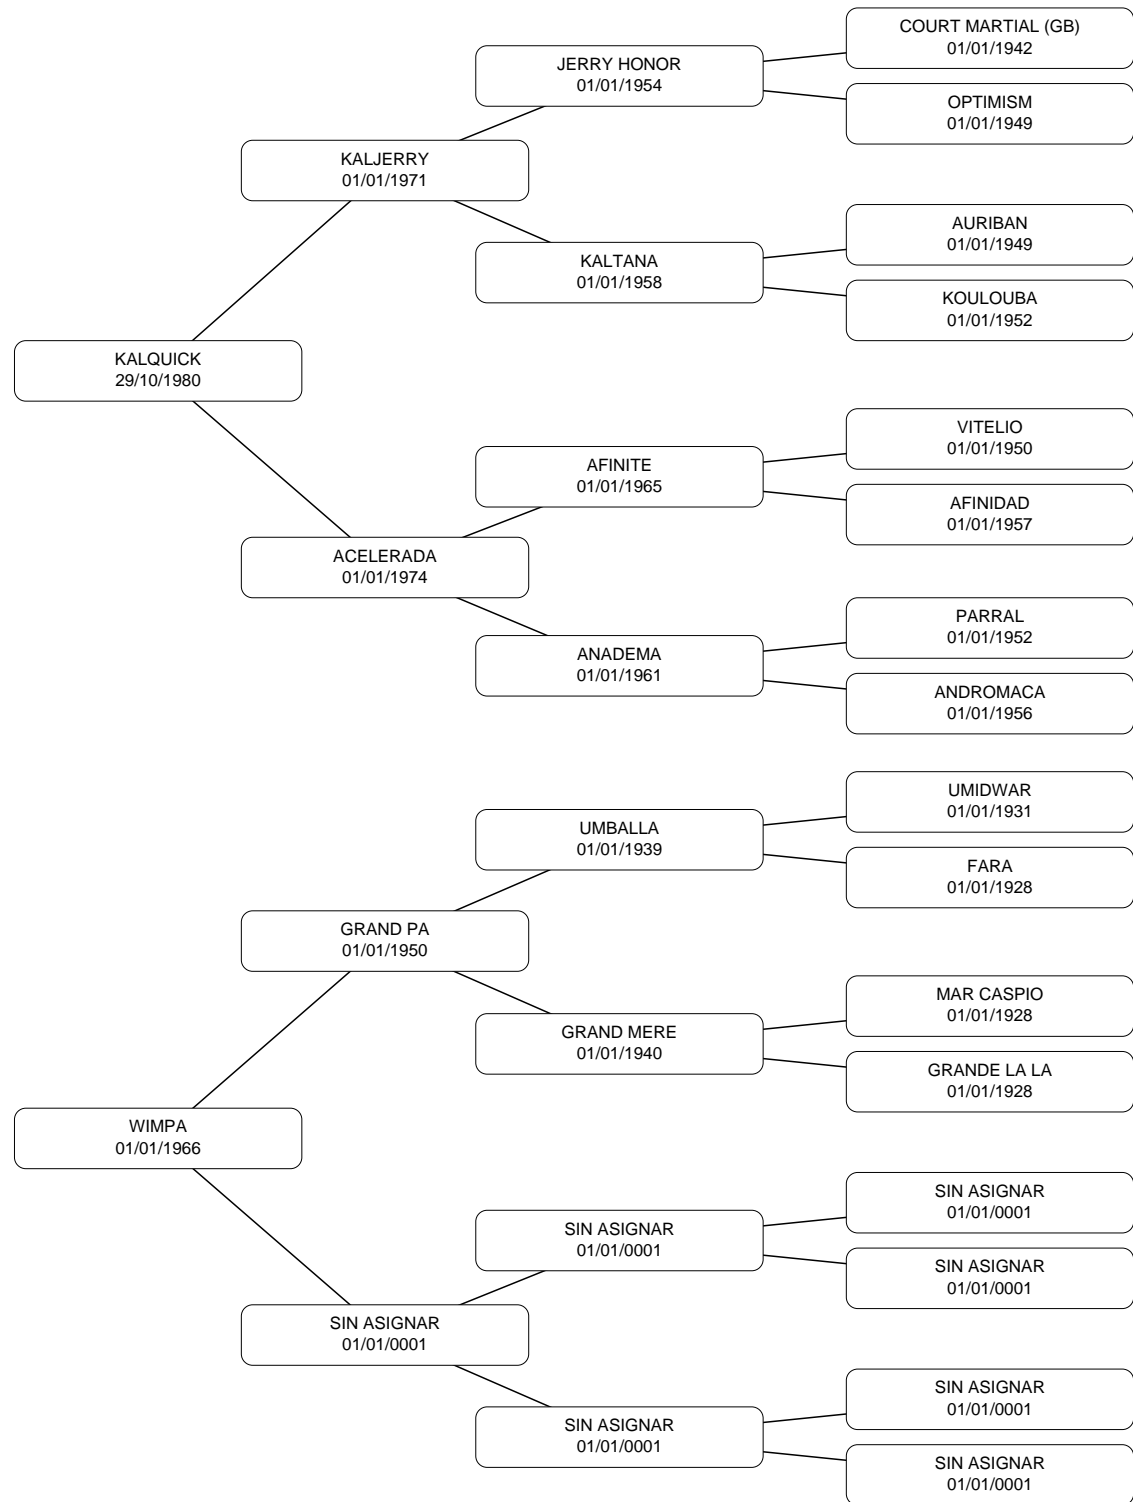 COURT MARTIAL (GB)
01/01/1942
JERRY HONOR
01/01/1954
OPTIMISM
01/01/1949
KALJERRY
01/01/1971
AURIBAN
01/01/1949
KALTANA
01/01/1958
KOULOUBA
01/01/1952
KALQUICK
29/10/1980
VITELIO
01/01/1950
AFINITE
01/01/1965
AFINIDAD
01/01/1957
ACELERADA
01/01/1974
PARRAL
01/01/1952
ANADEMA
01/01/1961
ANDROMACA
01/01/1956
UMIDWAR
01/01/1931
UMBALLA
01/01/1939
FARA
01/01/1928
GRAND PA
01/01/1950
MAR CASPIO
01/01/1928
GRAND MERE
01/01/1940
GRANDE LA LA
01/01/1928
WIMPA
01/01/1966
SIN ASIGNAR
01/01/0001
SIN ASIGNAR
01/01/0001
SIN ASIGNAR
01/01/0001
SIN ASIGNAR
01/01/0001
SIN ASIGNAR
01/01/0001
SIN ASIGNAR
01/01/0001
SIN ASIGNAR
01/01/0001